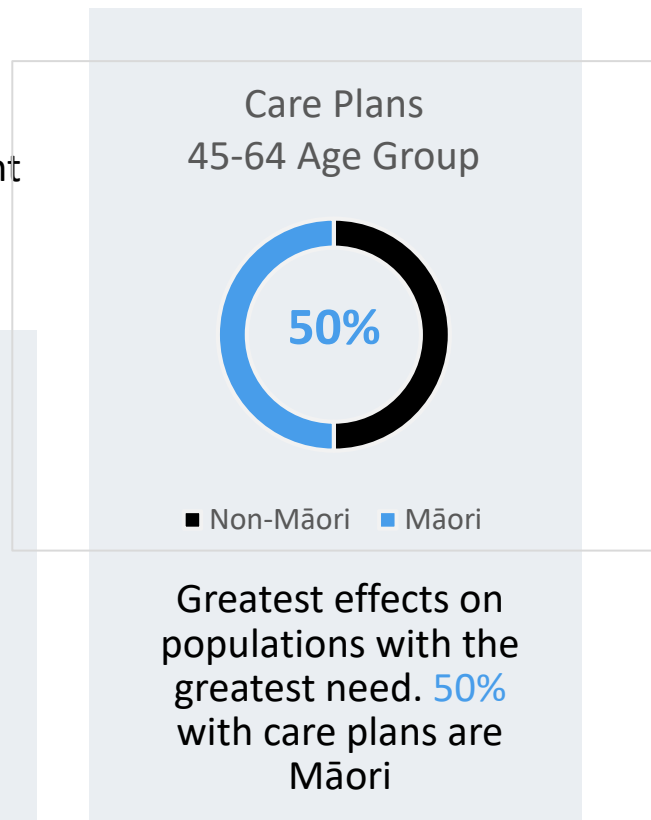 nt
Care Plans
45-64 Age Group
50%
Non-Māori Māori
Greatest effects on
populations with the
greatest need. 50%
with care plans are
Māori